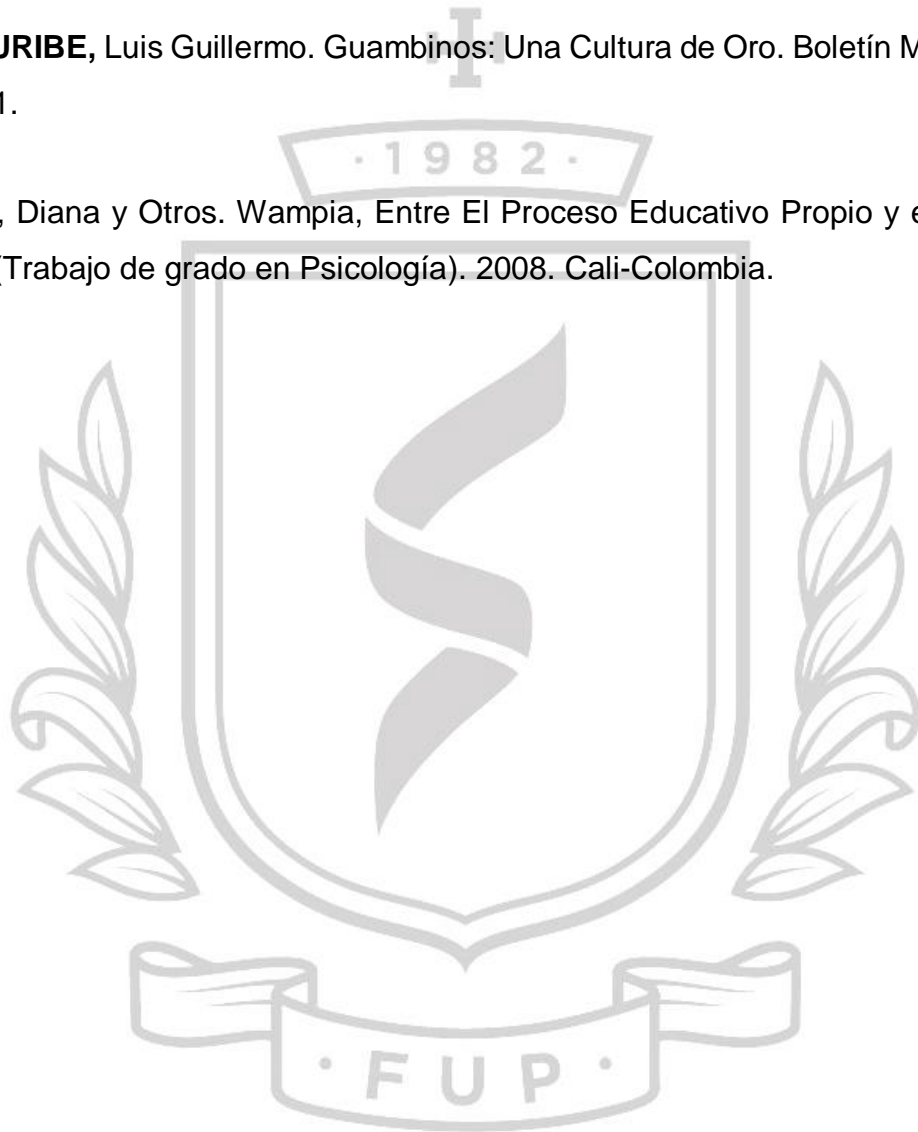 URIBE, Luis Guillermo. Guambinos: Una Cultura de Oro. Boletín M
1.
· 1 9 8 2 ·
, Diana y Otros. Wampia, Entre El Proceso Educativo Propio y e
(Trabajo de grado en Psicología). 2008. Cali-Colombia.
· F U P ·